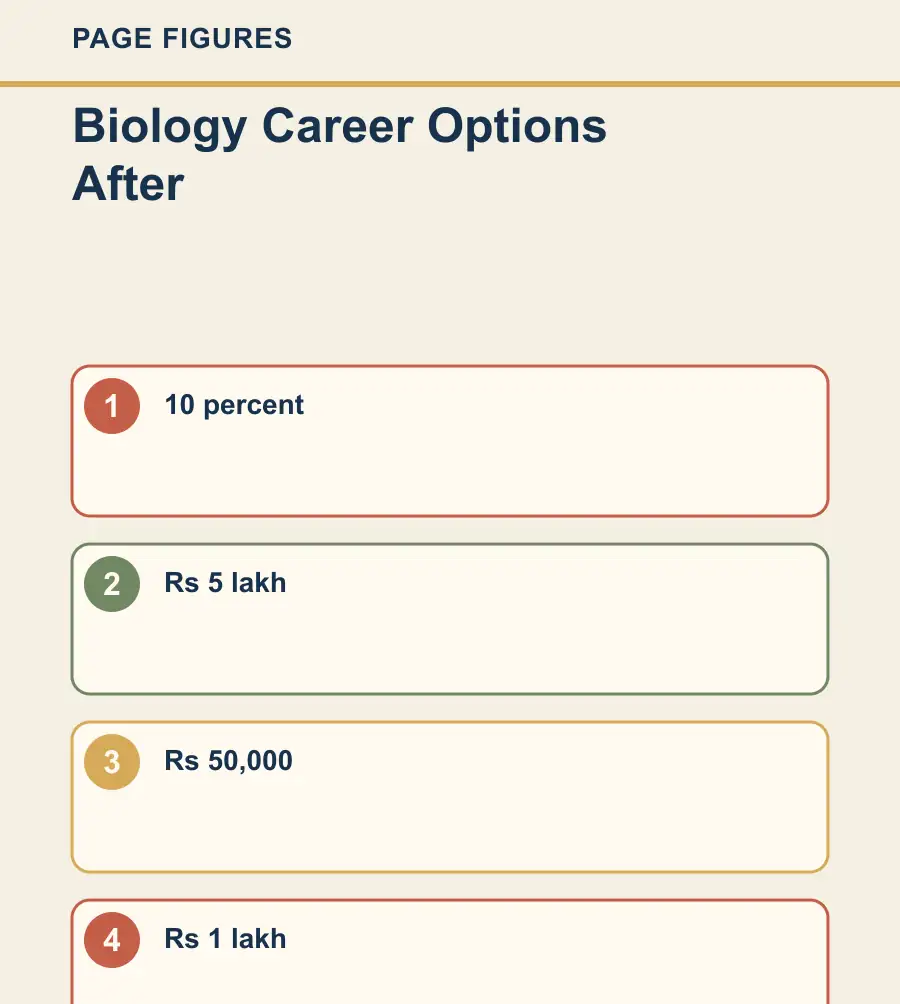 PAGE FIGURES
Biology Career Options
After
1 10 percent
2 Rs 5 lakh
3 Rs 50,000
4 Rs 1 lakh